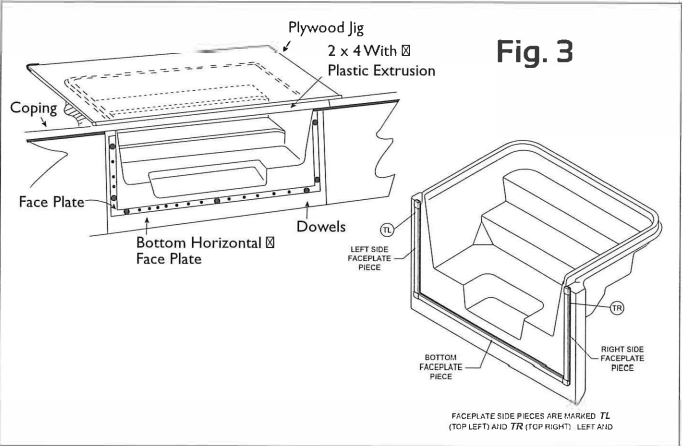 Plywood Jig
2 x 4 With
Plastic Extrusion
Fig. 3
Coping
Face Plate
Dowels
Bottom Horizontal
Face Plate
TL
LEFT SIDE
FACEPLATE
PIECE
TR
RIGHT SIDE
FACEPLATE
PIECE
BOTTOM
FACEPLATE
PIECE
FACEPLATE SIDE PIECES ARE MARKED TL
(TOP LEFT) AND TR (TOP RIGHT) LEFT AND